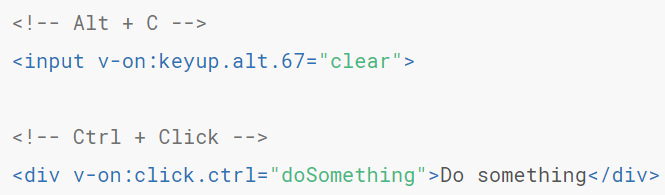 <!-- Alt + C -->
<input v-on:keyup.alt.67="clear">
<!-- Ctrl + Click -->
<div v-on:click.ctrl="doSomething">Do something</div>